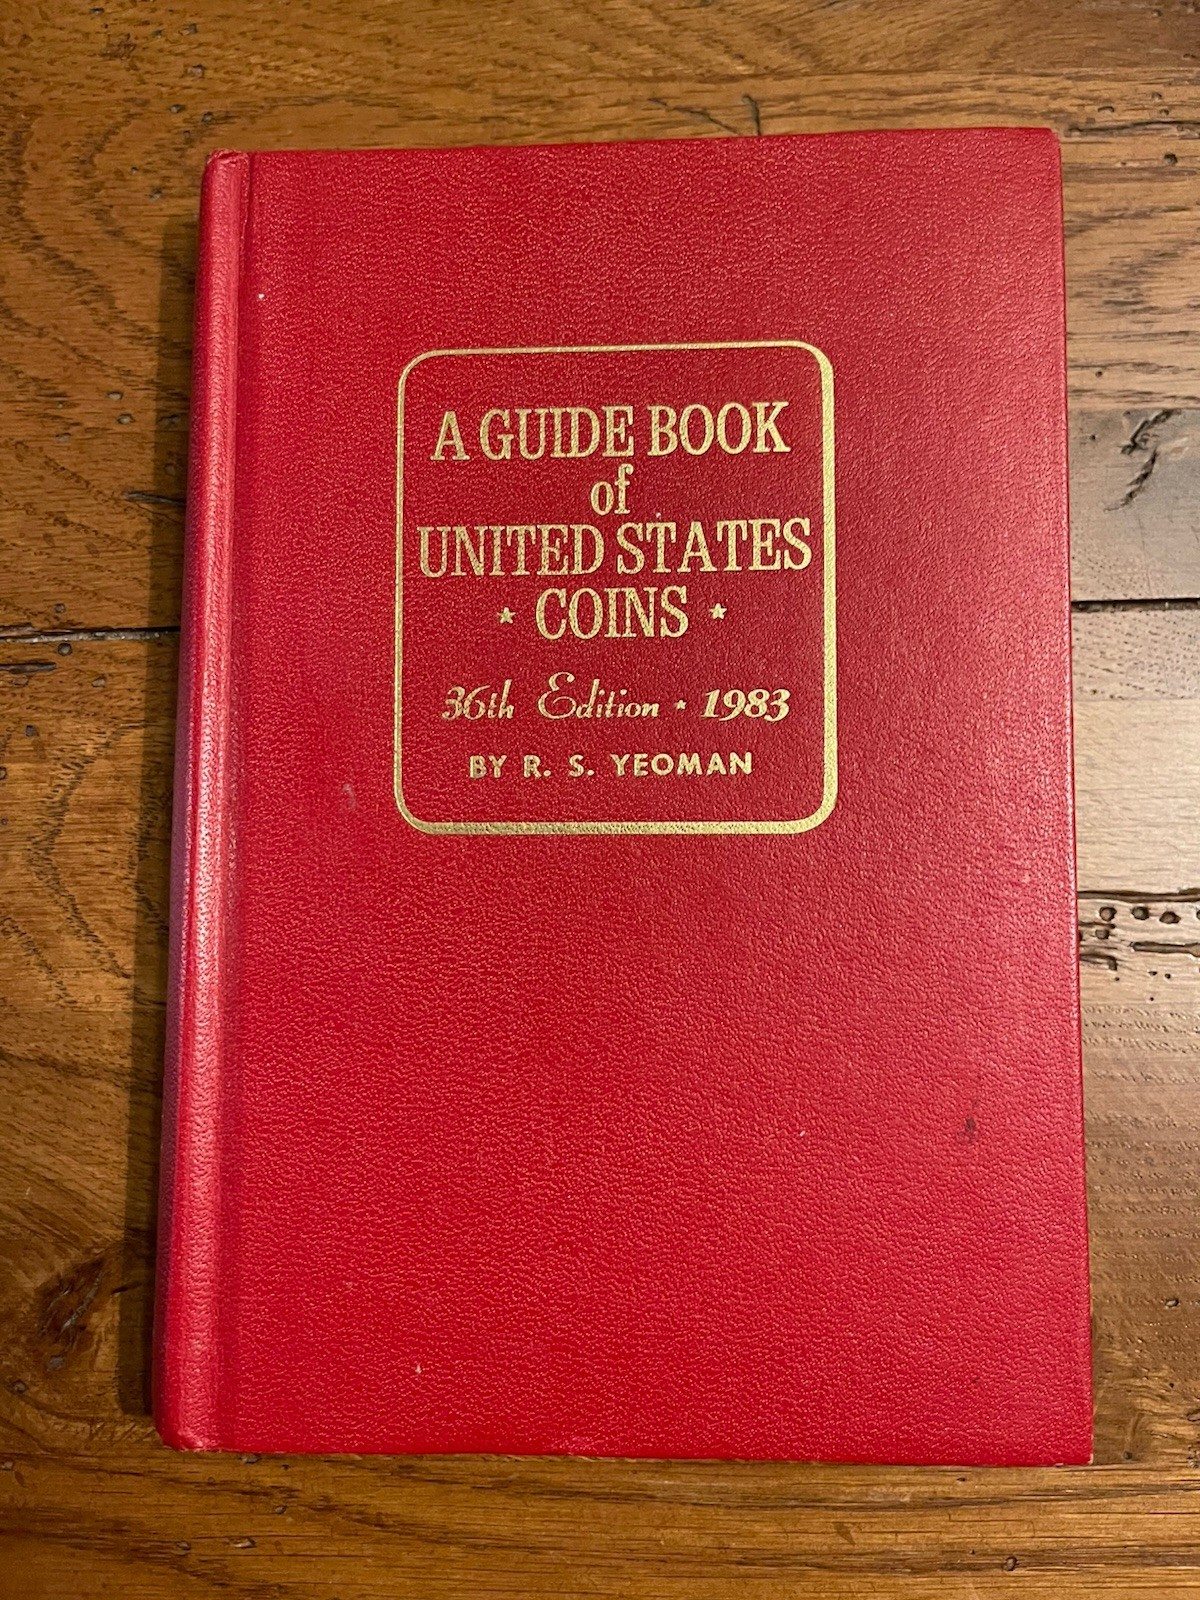 A GUIDE BOOK
of
UNITED STATES
★ COINS ★
36th Edition ★ 1983
BY R. S. YEOMAN